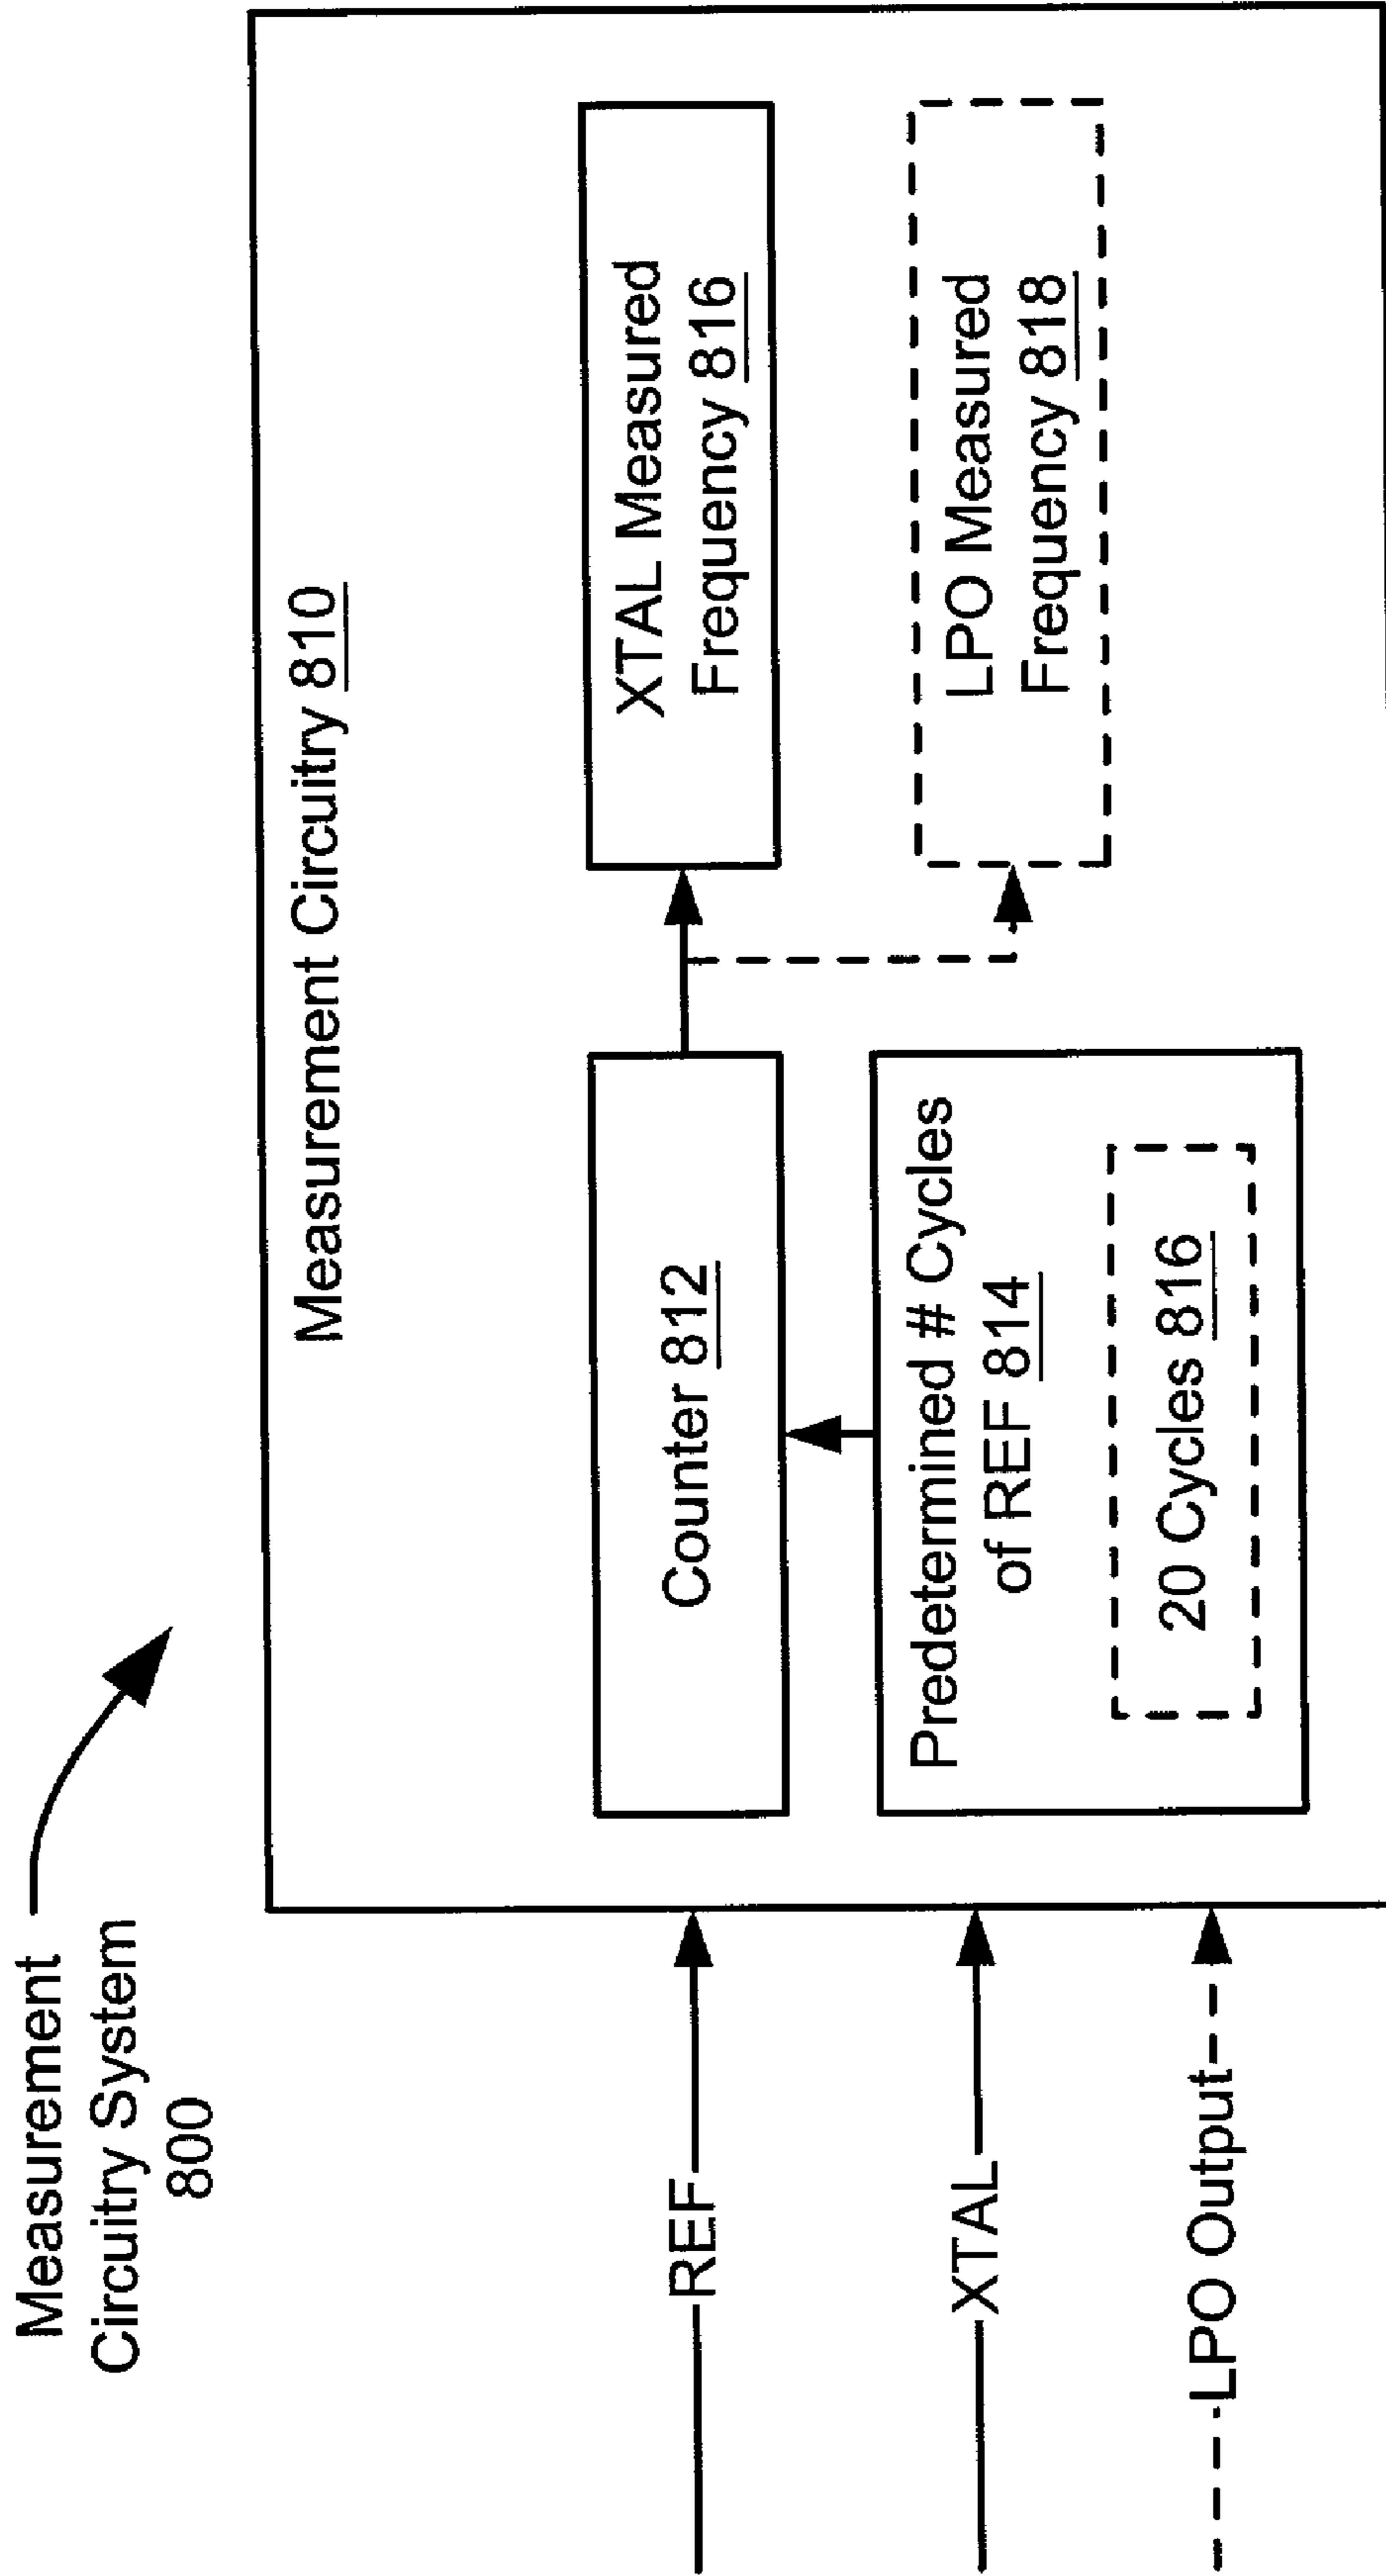 Measurement
Circuitry System
800
Measurement Circuitry 810
REF
XTAL
LPO Output
Counter 812
Predetermined # Cycles
of REF 814
20 Cycles 816
XTAL Measured
Frequency 816
LPO Measured
Frequency 818